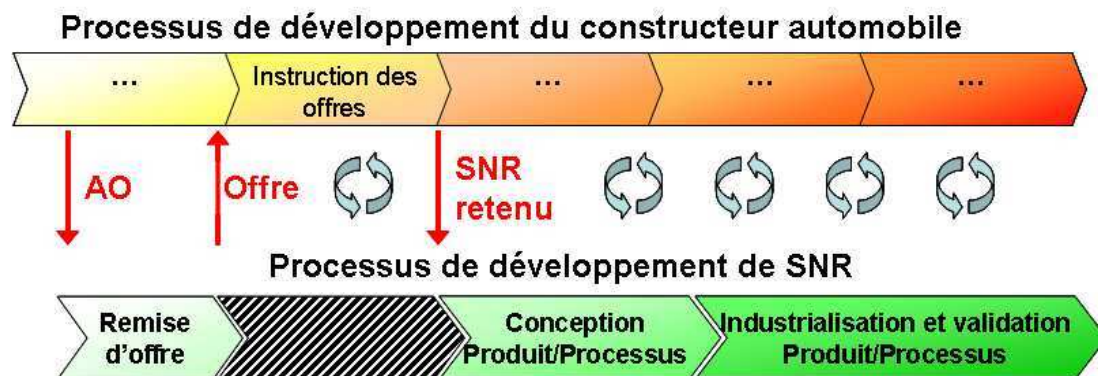 Processus de développement du constructeur automobile
...
Instruction des
offres
...
...
...
AO
Offre
SNR
retenu
Processus de développement de SNR
Remise
d'offre
Conception
Produit/Processus
Industrialisation et validation
Produit/Processus